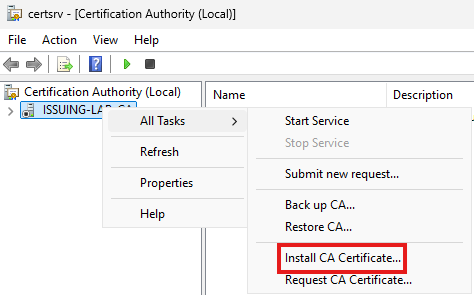 certsrv - [Certification Authority (Local)]
File Action View Help
Certification Authority (Local)
ISSUING-LAB-CA
Name Description
All Tasks
Refresh
Properties
Help
Start Service
Stop Service
Submit new request...
Back up CA...
Restore CA...
Install CA Certificate...
Request CA Certificate...